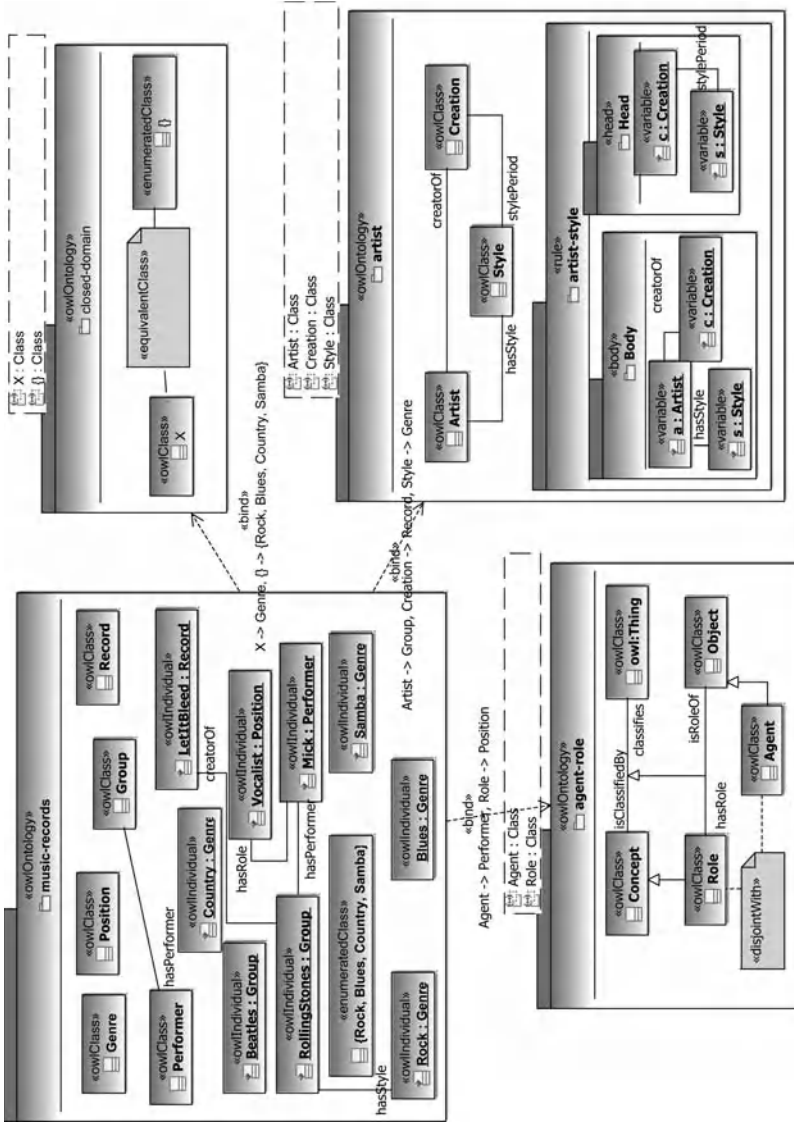 «owlOntology»
music-records
«owlClass»
Genre
«owlClass»
Position
«owlClass»
Group
«owlClass»
Record
«owlClass»
Performer
hasPerformer
«owlIndividual»
Country : Genre
«owlIndividual»
LetItBleed : Record
creatorOf
«owlIndividual»
Beatles : Group
hasRole
«owlIndividual»
Vocalist : Position
«owlIndividual»
RollingStones : Group
hasPerformer
«owlIndividual»
Mick : Performer
«enumeratedClass»
{Rock, Blues, Country, Samba}
«owlIndividual»
Samba : Genre
hasStyle
«owlIndividual»
Rock : Genre
«owlIndividual»
Blues : Genre
X : Class
{} : Class
«owlOntology»
closed-domain
«owlClass»
X
«equivalentClass»
«enumeratedClass»
{}
«bind»
X -> Genre, {} -> {Rock, Blues, Country, Samba}
«bind»
Artist -> Group, Creation -> Record, Style -> Genre
«bind»
Agent -> Performer, Role -> Position
Agent : Class
Role : Class
«owlOntology»
agent-role
«owlClass»
Concept
isClassifiedBy
classifies
«owlClass»
owl:Thing
«owlClass»
Role
hasRole
isRoleOf
«owlClass»
Object
«disjointWith»
«owlClass»
Agent
Artist : Class
Creation : Class
Style : Class
«owlOntology»
artist
«owlClass»
Artist
creatorOf
«owlClass»
Creation
hasStyle
«owlClass»
Style
stylePeriod
«rule»
artist-style
«body»
Body
«variable»
a : Artist
creatorOf
«variable»
c : Creation
hasStyle
«variable»
s : Style
«head»
Head
«variable»
c : Creation
stylePeriod
«variable»
s : Style